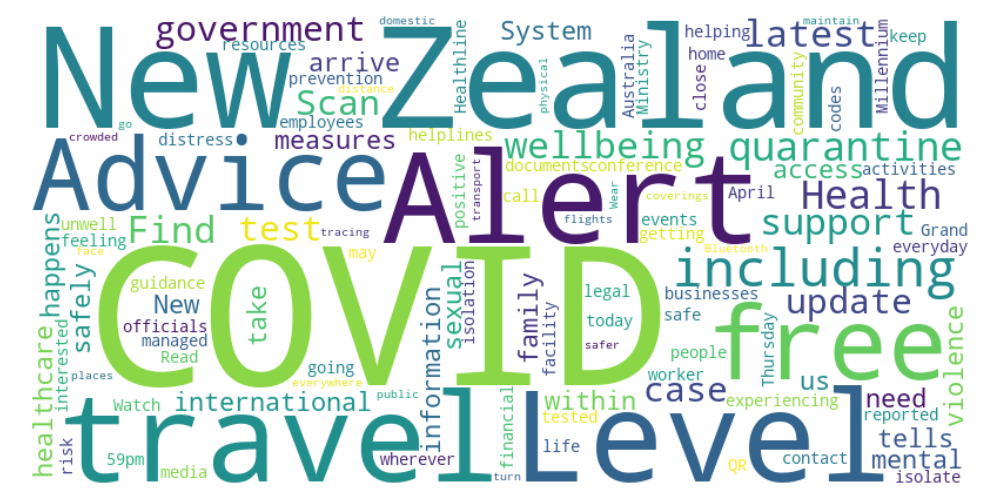 domestic
maintain
government
resources
System
helping
latest
keep
New Zealand
arrive
home
prevention
Scan
Healthline
physical
Australia
Ministry
close
community
codes
Millennium
distance
go
employees
crowded
distress
measures
helplines
wellbeing
quarantine
Advice
Alert
documents
conference
access
activities
positive
transport
call
Wear
coverings
April
Health
unwell
Find
test
tracing
flights
events
support
Grand
feeling
getting
Bluetooth
everyday
face
may
happens
safely
guidance
COVID
including
New
take
sexual
isolation
family
facility
legal
businesses
update
officials
today
safe
free
managed
Read
safer
people
Thursday
healthcare
interested
places
going
information
worker
us
violence
everywhere
case
Watch
international
public
financial
within
experiencing
need
travel
Level
tested
reported
risk
59pm
media
wherever
life
contact
tells
mental
QR
turn
isolate